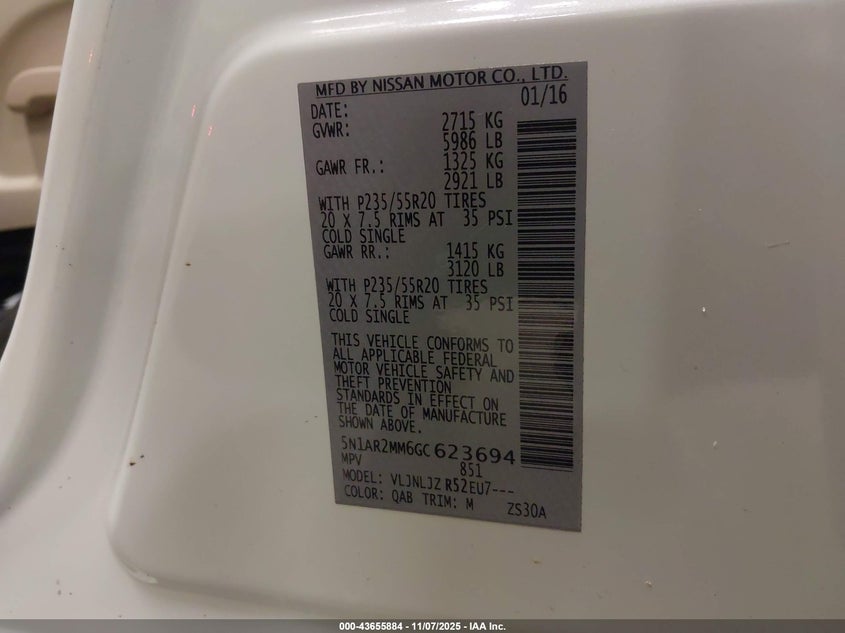 MFD BY NISSAN MOTOR CO., LTD.
DATE: 01/16
GVWR: 2715 KG
5986 LB
GAWR FR.: 1325 KG
2921 LB
WITH P235/55R20 TIRES
20 X 7.5 RIMS AT 35 PSI
COLD SINGLE
GAWR RR.: 1415 KG
3120 LB
WITH P235/55R20 TIRES
20 X 7.5 RIMS AT 35 PSI
COLD SINGLE
THIS VEHICLE CONFORMS TO
ALL APPLICABLE FEDERAL
MOTOR VEHICLE SAFETY AND
THEFT PREVENTION
STANDARDS IN EFFECT ON
THE DATE OF MANUFACTURE
SHOWN ABOVE.
5N1AR2MM6GC623694
MPV 851
MODEL: VLJNLJZ R52EU7---
COLOR: QAB TRIM: M ZS30A
000-43655884 - 11/07/2025 - IAA Inc.